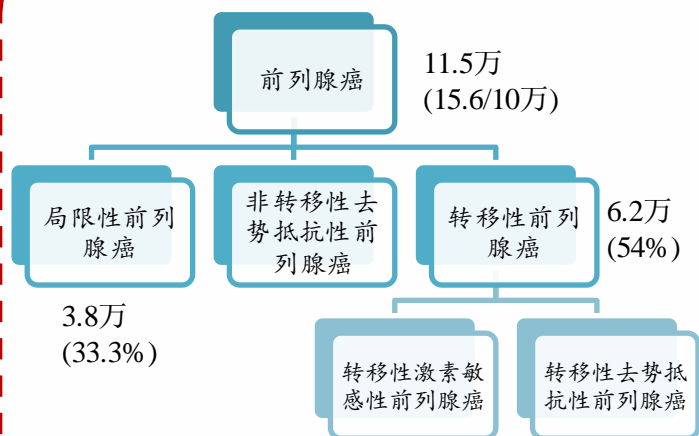 前列腺癌
11.5万
(15.6/10万)
局限性前列
腺癌
非转移性去
势抵抗性前
列腺癌
转移性前列
腺癌
6.2万
(54%)
3.8万
(33.3%)
转移性激素敏
感性前列腺癌
转移性去势抵
抗性前列腺癌